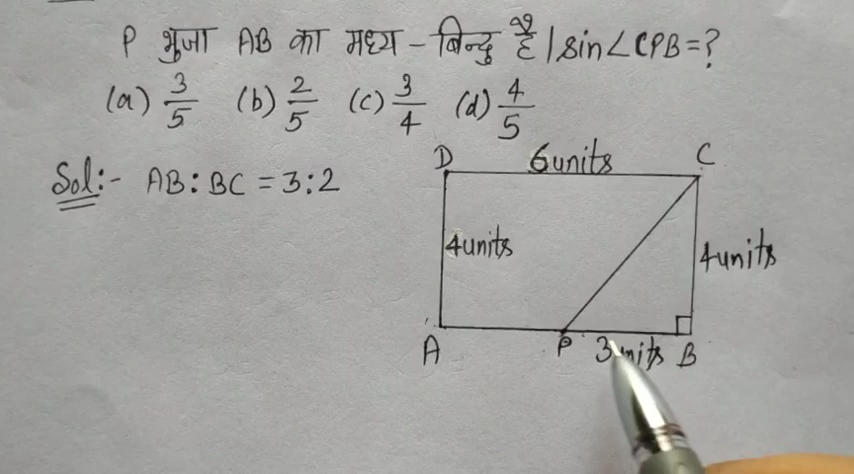 P भुजा AB का मध्य-बिन्दु है। sin∠CPB=?
(a) 3/5 (b) 2/5 (c) 3/4 (d) 4/5
Sol:- AB:BC = 3:2
D 6units C
4units 4units
A P 3units B